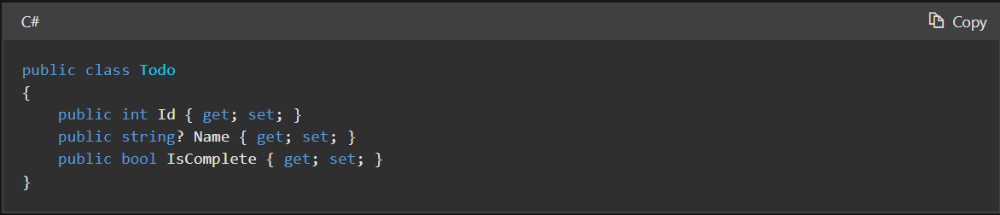 C#
Copy
public class Todo
{
    public int Id { get; set; }
    public string? Name { get; set; }
    public bool IsComplete { get; set; }
}